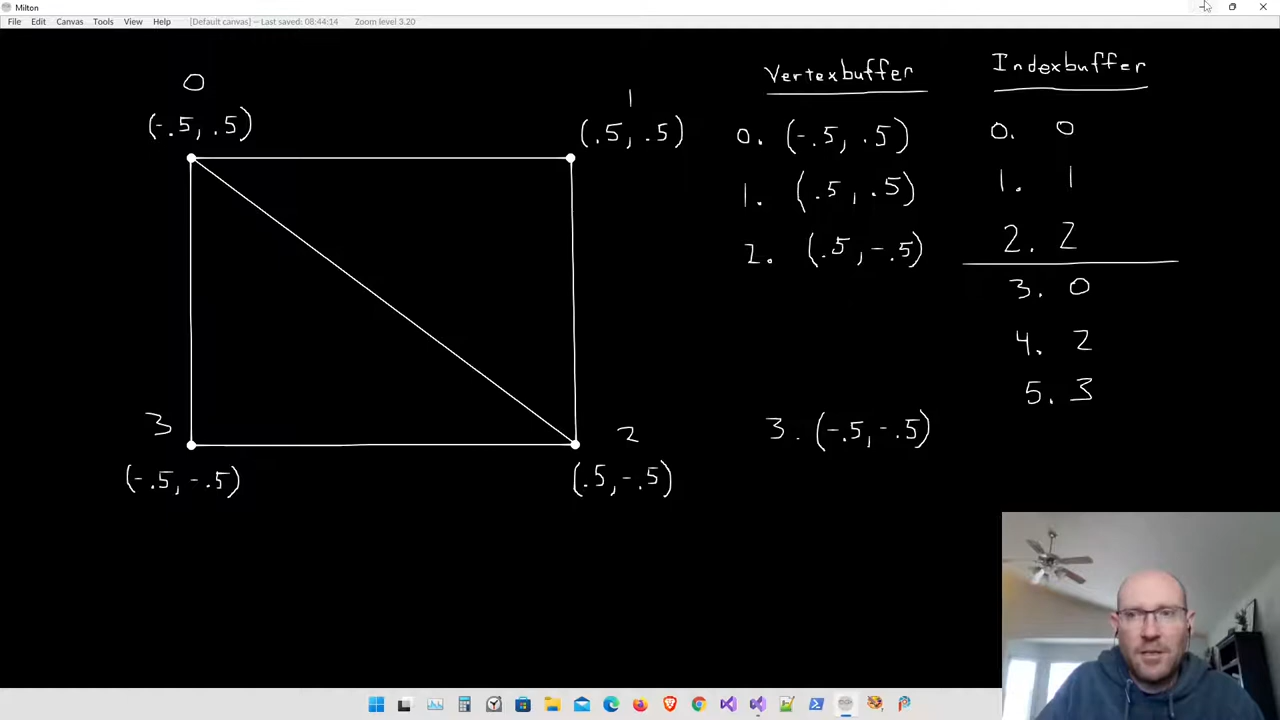 Milton
File Edit Canvas Tools View Help [Default canvas] – Last saved: 08:44:14 Zoom level 3.20
0
(-.5, .5)
1
(.5, .5)
3
(-.5, -.5)
2
(.5, -.5)
Vertexbuffer
0. (-.5, .5)
1. (.5, .5)
2. (.5, -.5)
3. (-.5, -.5)
Indexbuffer
0. 0
1. 1
2. 2
3. 0
4. 2
5. 3